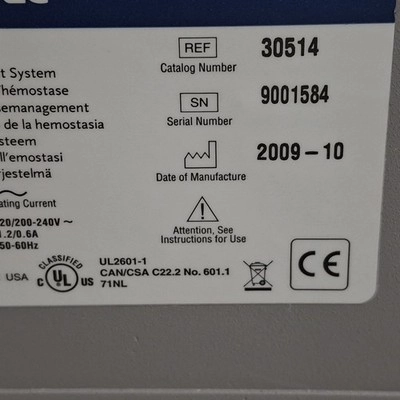 REF 30514
Catalog Number
t System
'hémostase
SN 9001584
semanagement
Serial Number
de la hemostasia
steem
ll'emostasi
2009-10
rjestelmä
Date of Manufacture
ating Current
20/200-240V ~
.2/0.6A
50-60Hz
Attention, See
Instructions for Use
USA
CLASSIFIED
C UL US
UL2601-1
CAN/CSA C22.2 No. 601.1
71NL
CE